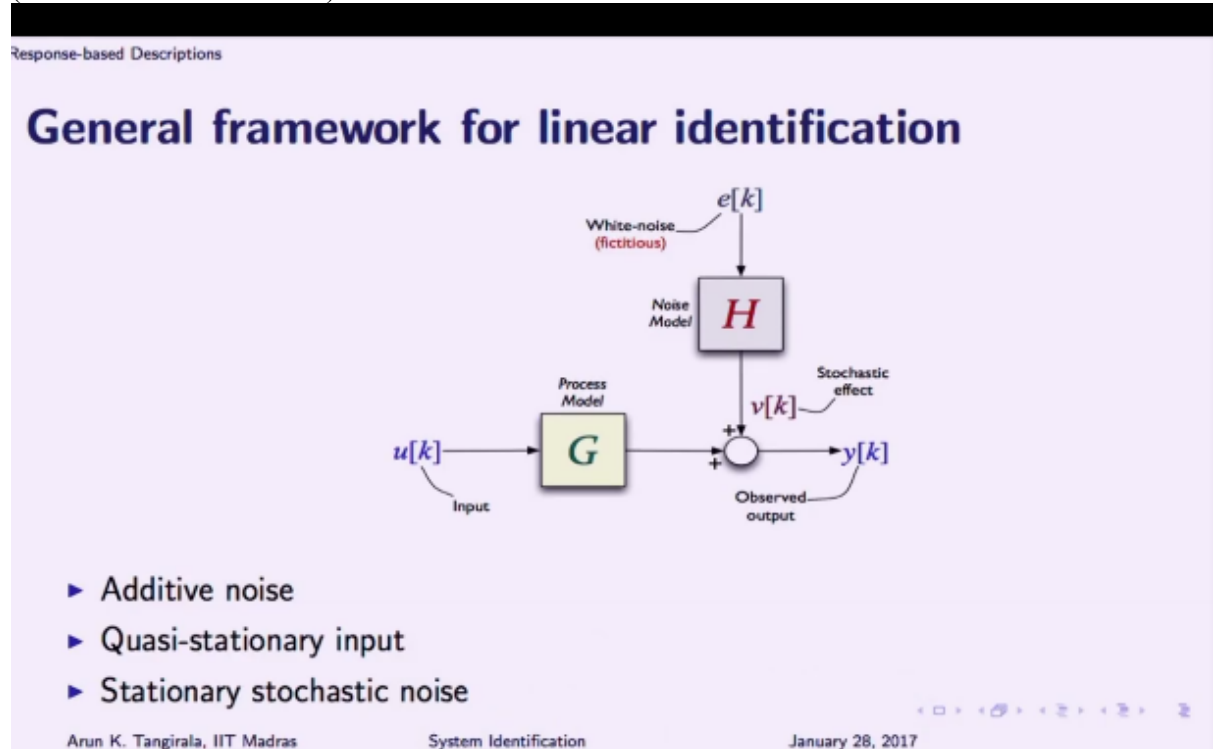 Response-based Descriptions
General framework for linear identification
e[k]
White-noise
(fictitious)
Noise
Model
H
Stochastic
effect
v[k]
Process
Model
G
u[k]
Input
+
+
y[k]
Observed
output
Additive noise
Quasi-stationary input
Stationary stochastic noise
Arun K. Tangirala, IIT Madras System Identification January 28, 2017